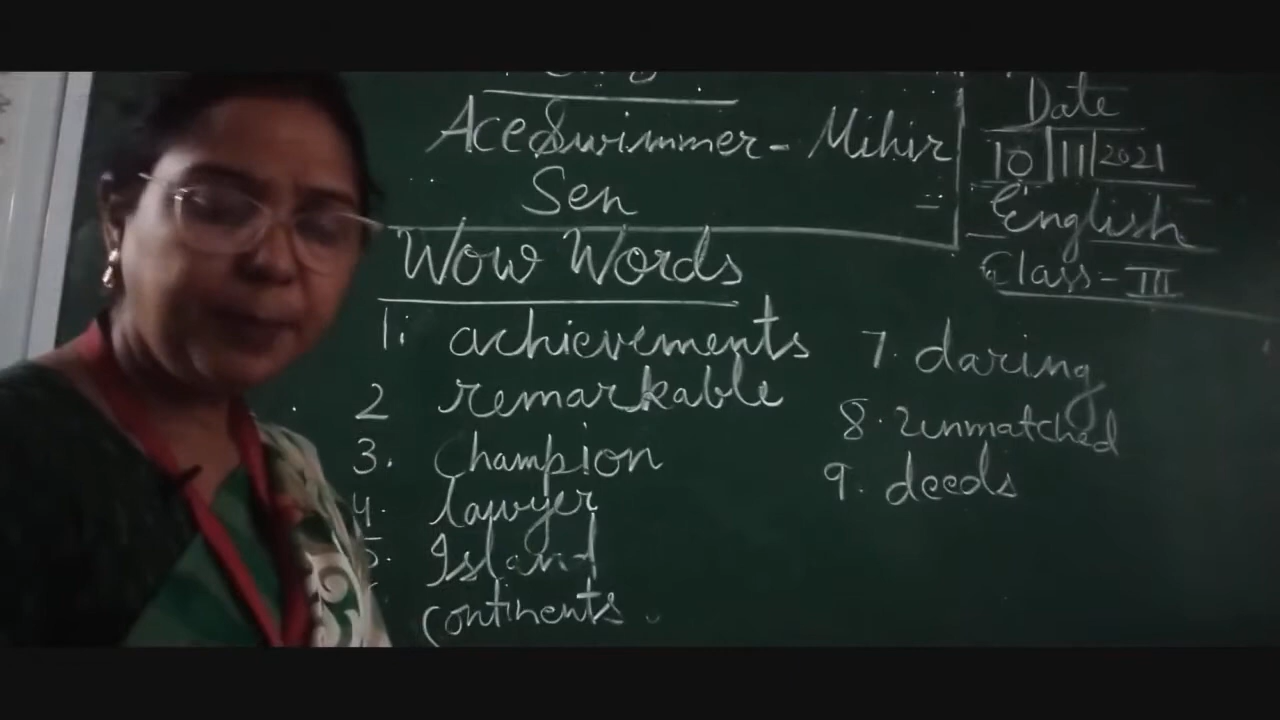 Ace Swimmer - Mihir
Sen
Date
10/11/2021
English
Class - III
Wow Words
1. achievements
2 remarkable
3. Champion
4. lawyer
5. Island
continents
7. daring
8. unmatched
9. deeds